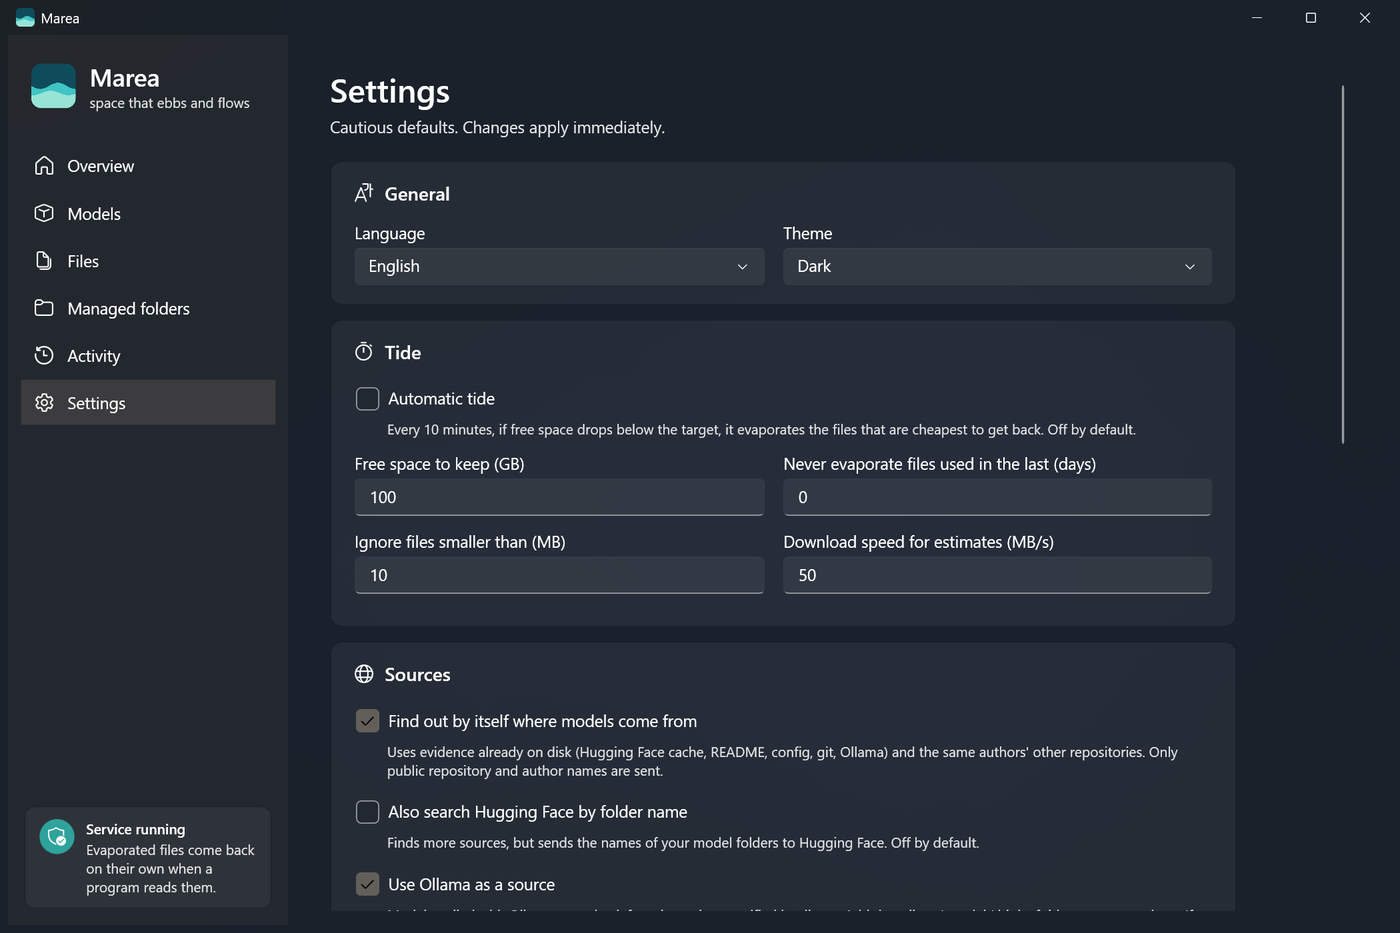 Marea
Marea
space that ebbs and flows
Overview
Models
Files
Managed folders
Activity
Settings
Service running
Evaporated files come back
on their own when a
program reads them.
Settings
Cautious defaults. Changes apply immediately.
General
Language
Theme
English
Dark
Tide
Automatic tide
Every 10 minutes, if free space drops below the target, it evaporates the files that are cheapest to get back. Off by default.
Free space to keep (GB)
Never evaporate files used in the last (days)
100
0
Ignore files smaller than (MB)
Download speed for estimates (MB/s)
10
50
Sources
Find out by itself where models come from
Uses evidence already on disk (Hugging Face cache, README, config, git, Ollama) and the same authors' other repositories. Only
public repository and author names are sent.
Also search Hugging Face by folder name
Finds more sources, but sends the names of your model folders to Hugging Face. Off by default.
Use Ollama as a source